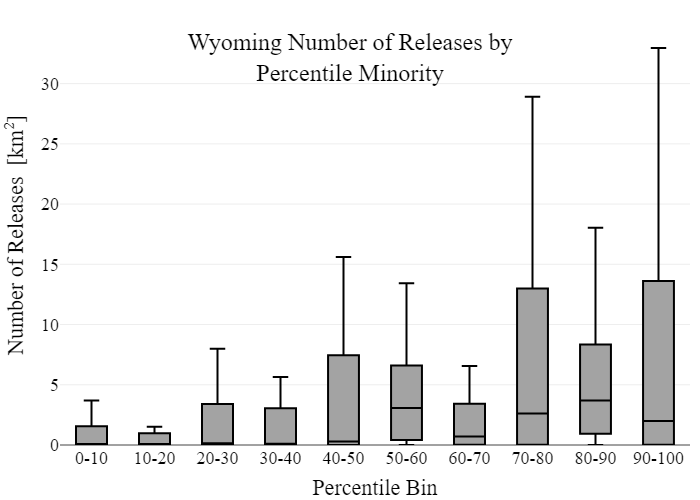 Wyoming Number of Releases by
Percentile Minority
Number of Releases [km²]
30
25
20
15
10
5
0
0-10 10-20 20-30 30-40 40-50 50-60 60-70 70-80 80-90 90-100
Percentile Bin